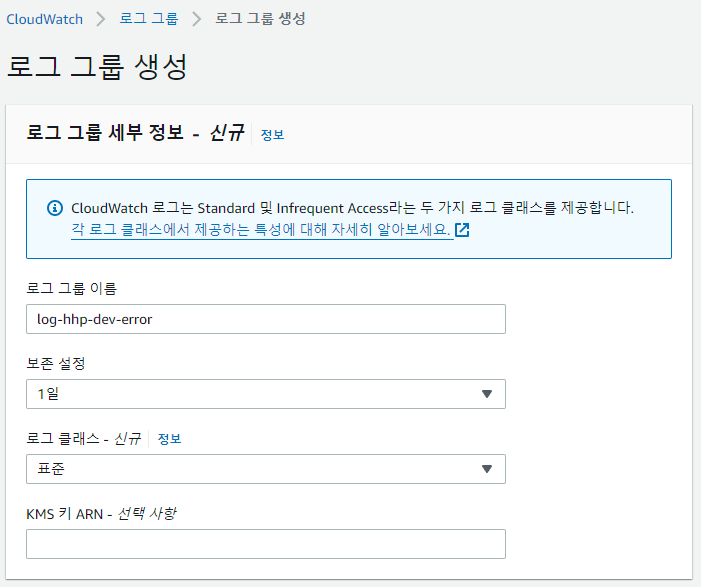 CloudWatch > 로그 그룹 > 로그 그룹 생성
로그 그룹 생성
로그 그룹 세부 정보 - 신규 정보
CloudWatch 로그는 Standard 및 Infrequent Access라는 두 가지 로그 클래스를 제공합니다.
각 로그 클래스에서 제공하는 특성에 대해 자세히 알아보세요.
로그 그룹 이름
log-hhp-dev-error
보존 설정
1일
로그 클래스 - 신규 정보
표준
KMS 키 ARN - 선택 사항